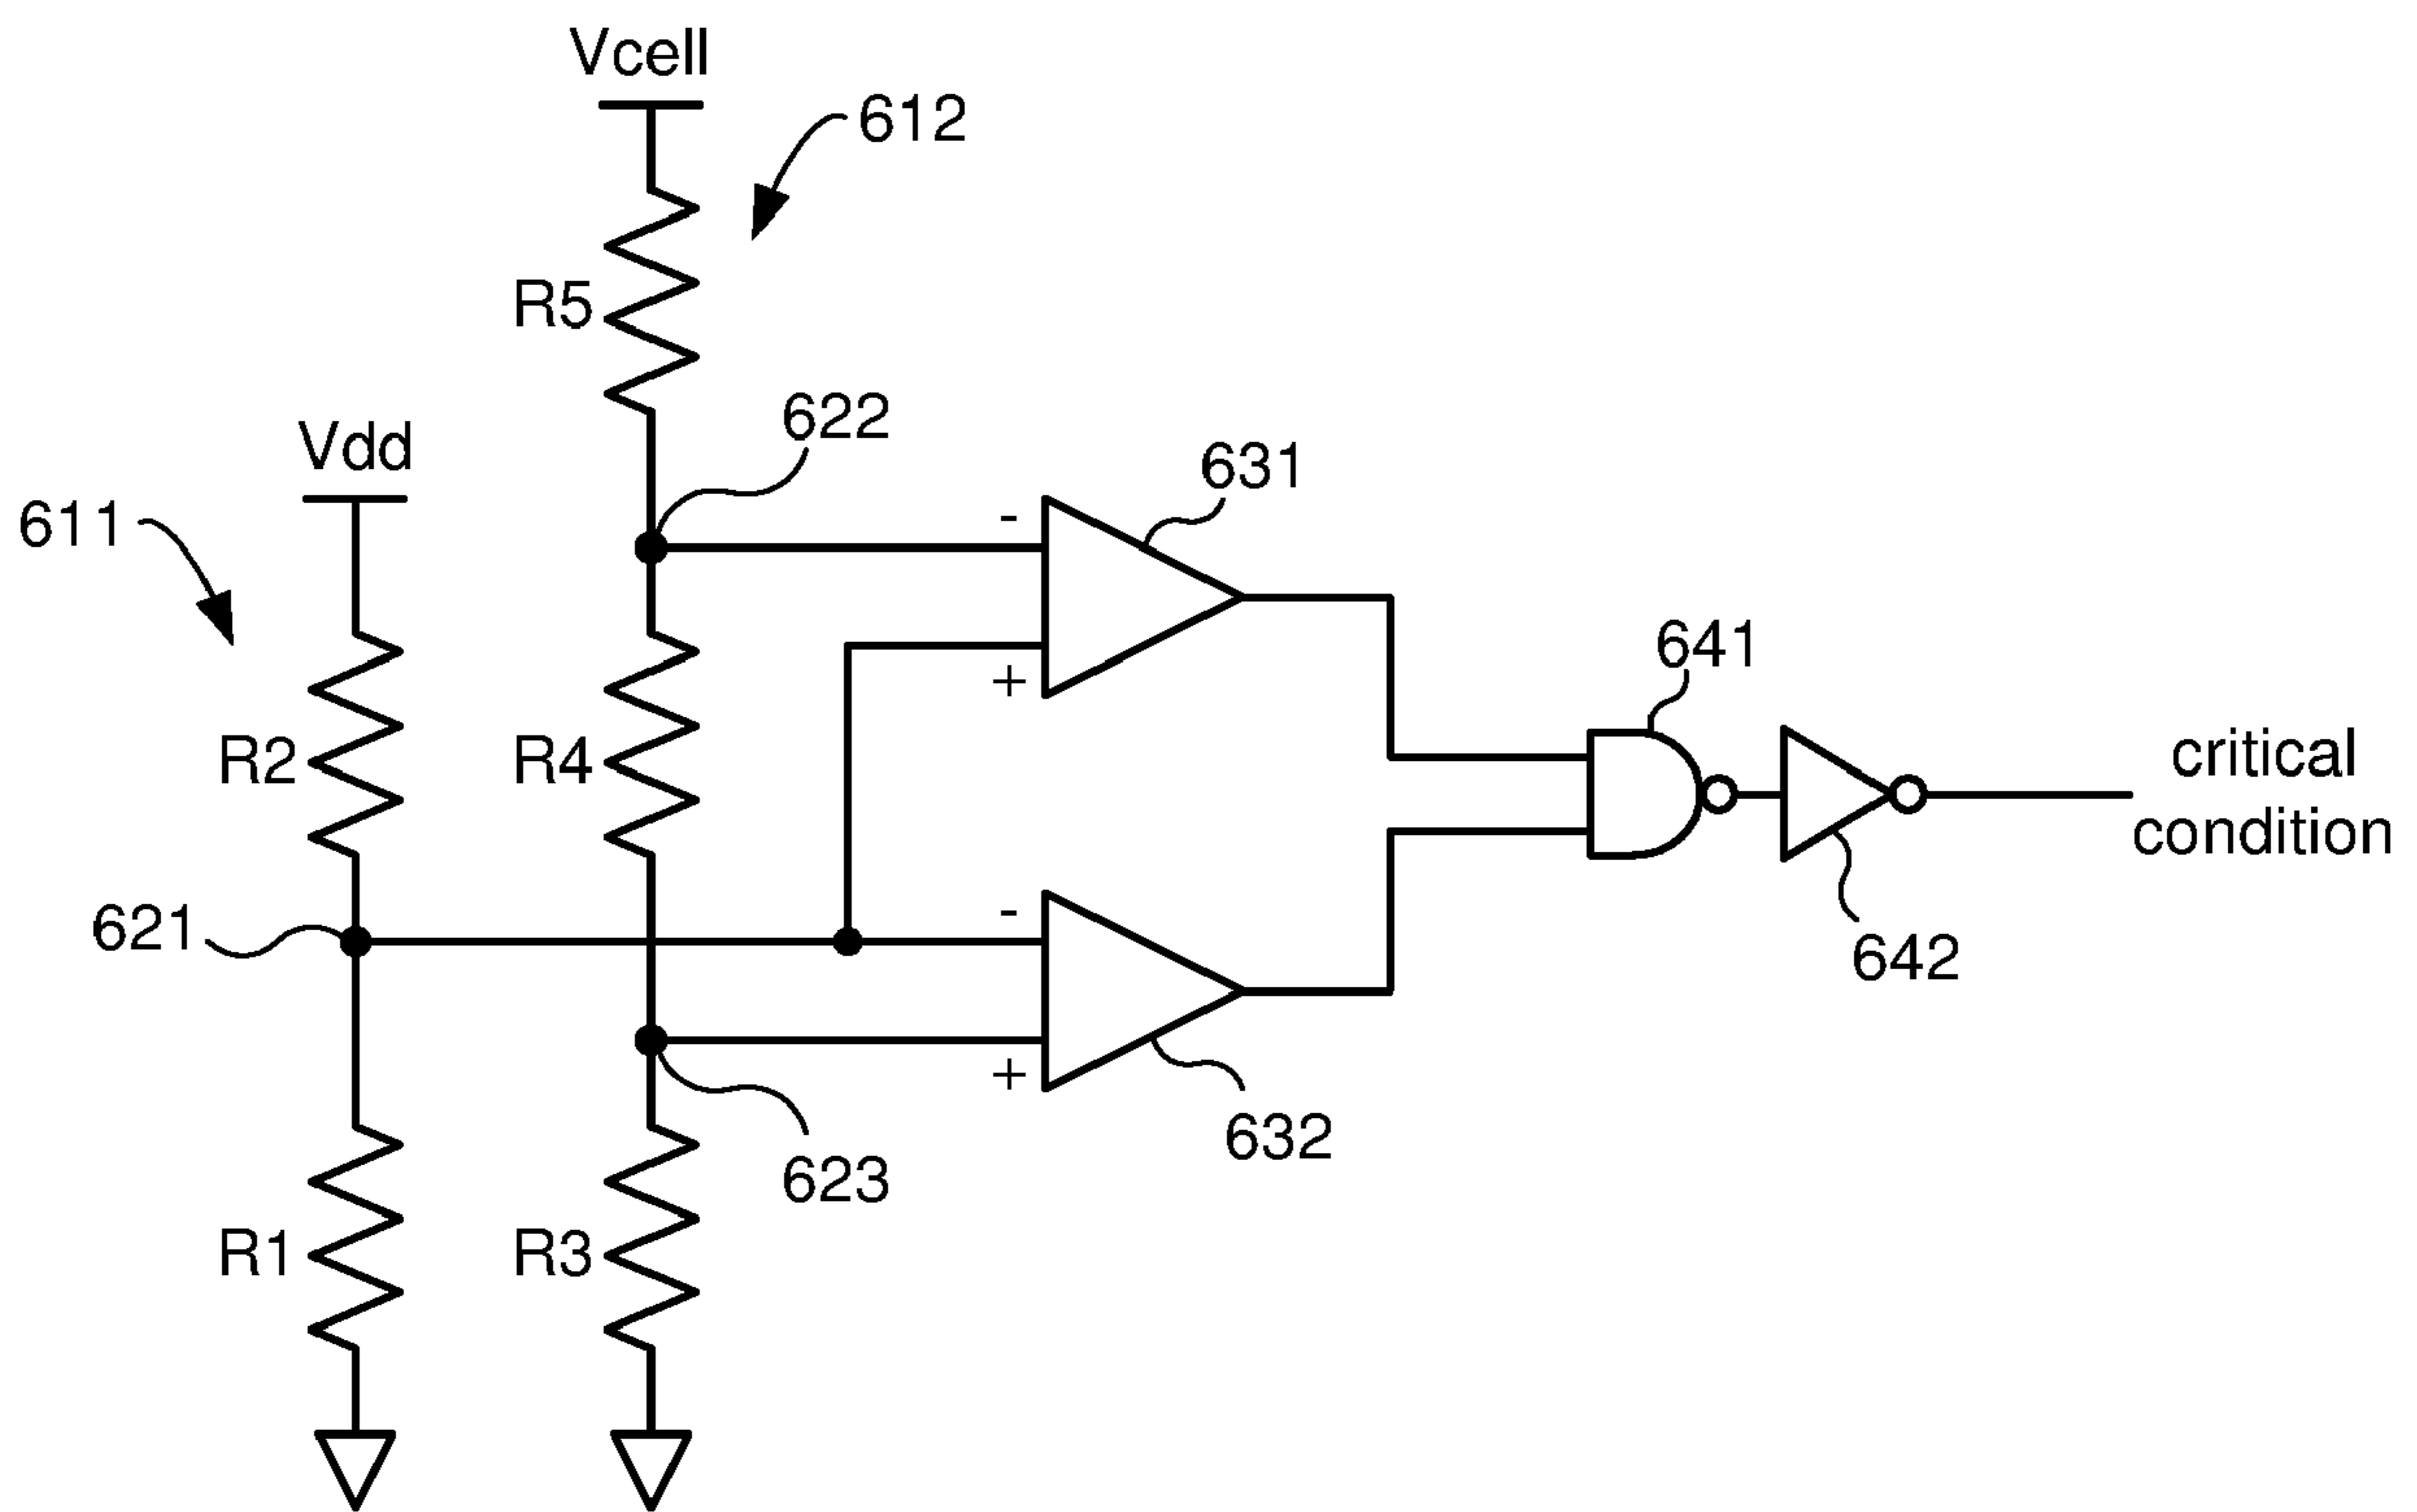 Vcell
612
R5
622
Vdd
631
611
-
+
641
R2
R4
critical
condition
621
-
642
+
632
623
R1
R3